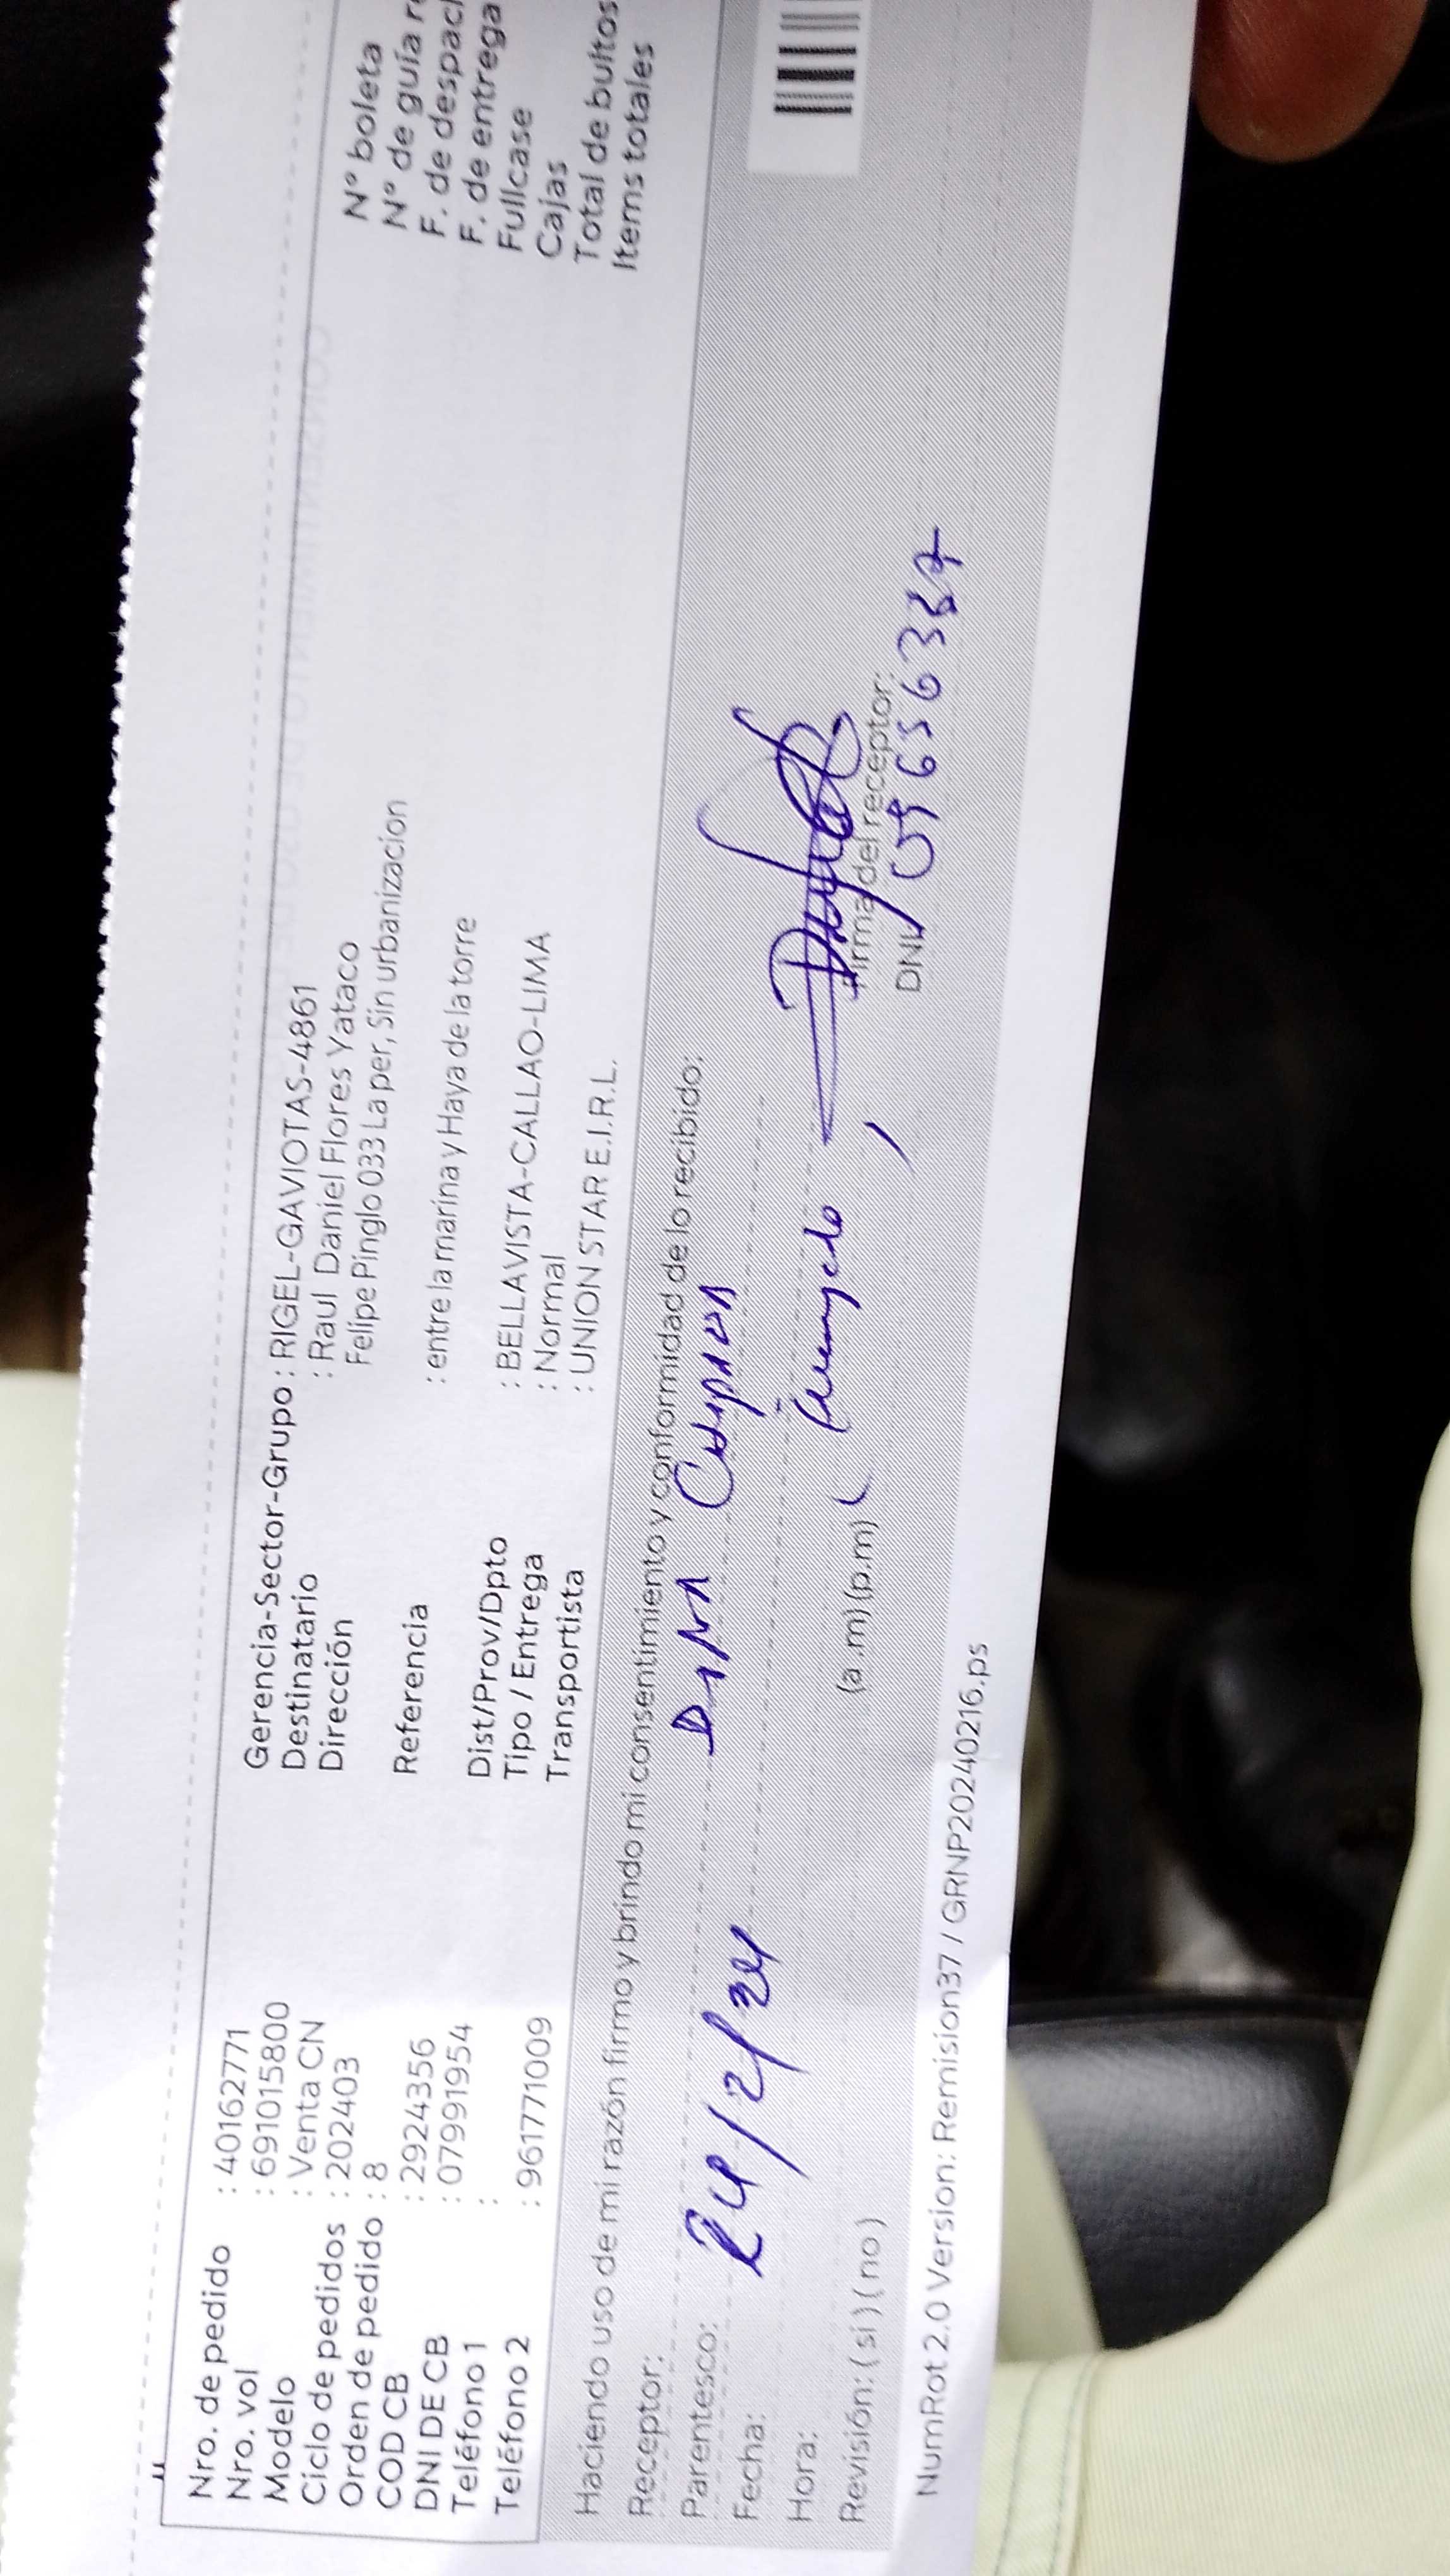 Nro. de pedido : 40162771
Nro. vol : 691015800
Modelo : Venta CN
Ciclo de pedidos : 202403
Orden de pedido : 8
COD CB : 2924356
DNI DE CB : 07991954
Teléfono 1 :
Teléfono 2 : 961771009
Gerencia-Sector-Grupo : RIGEL-GAVIOTAS-4861
Destinatario : Raul Daniel Flores Yataco
Dirección Felipe Pinglo 033 La per, Sin urbanizacion
Referencia : entre la marina y Haya de la torre
Dist/Prov/Dpto : BELLAVISTA-CALLAO-LIMA
Tipo / Entrega : Normal
Transportista : UNION STAR E.I.R.L.
Nº boleta
Nº de guía
F. de despac
F. de entrega
Fullcase
Cajas
Total de bultos
Items totales
Haciendo uso de mi razón firmo y brindo mi consentimiento y conformidad de lo recibido:
Receptor:
Parentesco: DINA
Fecha: 24/2/24
Hora: (a.m) (p.m)
Revisión: (si) (no)
Firma del receptor:
DNI
NumRot 2.0 Version: Remision37 / GRNP20240216.ps